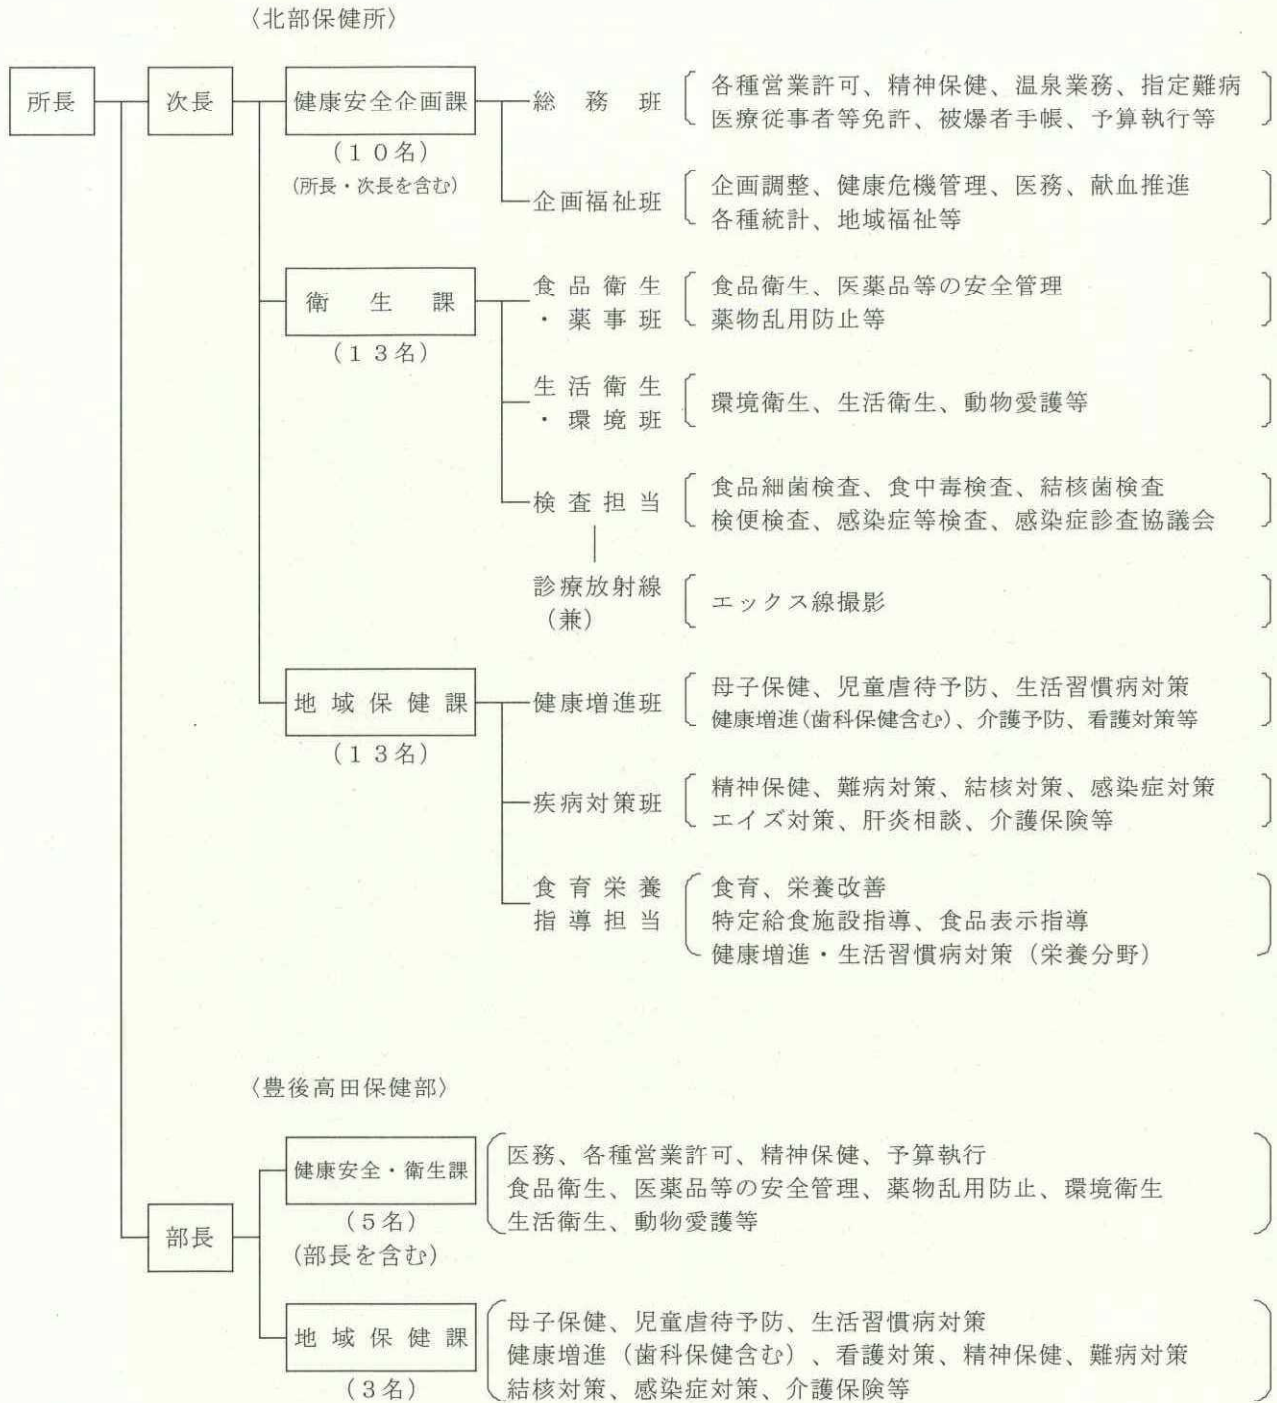 〈北部保健所〉
所長
次長
健康安全企画課
(10名)
(所長・次長を含む)
総務班
各種営業許可、精神保健、温泉業務、指定難病
医療従事者等免許、被爆者手帳、予算執行等
企画福祉班
企画調整、健康危機管理、医務、献血推進
各種統計、地域福祉等
衛生課
(13名)
食品衛生
・薬事班
食品衛生、医薬品等の安全管理
薬物乱用防止等
生活衛生
・環境班
環境衛生、生活衛生、動物愛護等
検査担当
食品細菌検査、食中毒検査、結核菌検査
検便検査、感染症等検査、感染症診査協議会
診療放射線
(兼)
エックス線撮影
地域保健課
(13名)
健康増進班
母子保健、児童虐待予防、生活習慣病対策
健康増進(歯科保健含む)、介護予防、看護対策等
疾病対策班
精神保健、難病対策、結核対策、感染症対策
エイズ対策、肝炎相談、介護保険等
食育栄養
指導担当
食育、栄養改善
特定給食施設指導、食品表示指導
健康増進・生活習慣病対策(栄養分野)
〈豊後高田保健部〉
部長
健康安全・衛生課
(5名)
(部長を含む)
医務、各種営業許可、精神保健、予算執行
食品衛生、医薬品等の安全管理、薬物乱用防止、環境衛生
生活衛生、動物愛護等
地域保健課
(3名)
母子保健、児童虐待予防、生活習慣病対策
健康増進(歯科保健含む)、看護対策、精神保健、難病対策
結核対策、感染症対策、介護保険等